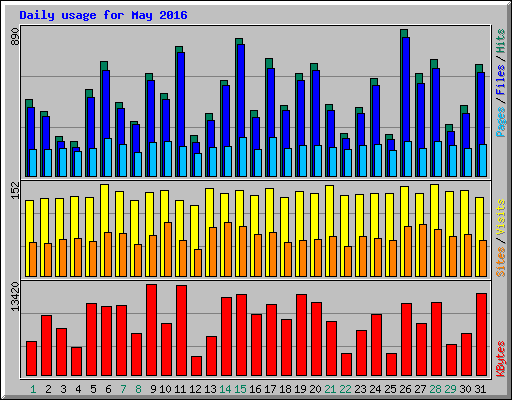 Daily usage for May 2016
890
Pages / Files / Hits
152
Sites / Visits
13420
KBytes
1 2 3 4 5 6 7 8 9 10 11 12 13 14 15 16 17 18 19 20 21 22 23 24 25 26 27 28 29 30 31